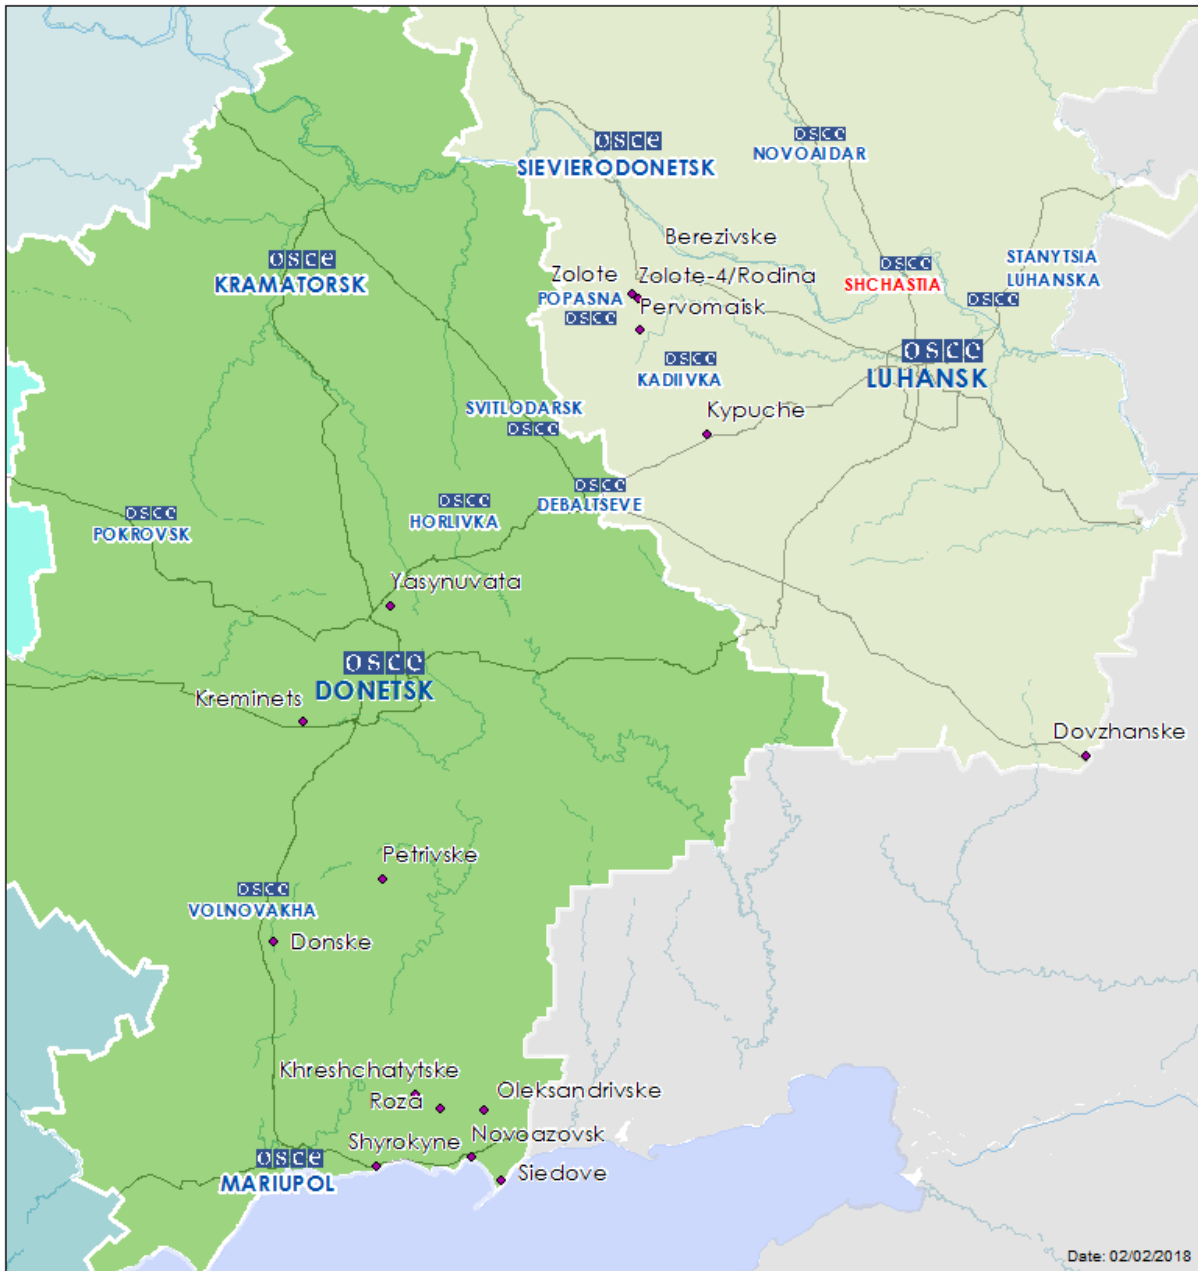 osce
SIEVIERODONETSK
osce
NOVOAIDAR
Berezivske
osce
KRAMATORSK
Zolote
Zolote-4/Rodina
POPASNA
osce
Pervomaisk
osce
SHCHASTIA
STANYTSIA
LUHANSKA
osce
osce
LUHANSK
osce
KADIIVKA
SVITLODARSK
osce
Kypuche
osce
DEBALTSEVE
osce
HORLIVKA
osce
POKROVSK
Yasynuvata
osce
DONETSK
Kreminets
Dovzhanske
Petrivske
osce
VOLNOVAKHA
Donske
Khreshchatytske
Roza
Oleksandrivske
Shyrokyne
Novoazovsk
osce
MARIUPOL
Siedove
Date: 02/02/2018